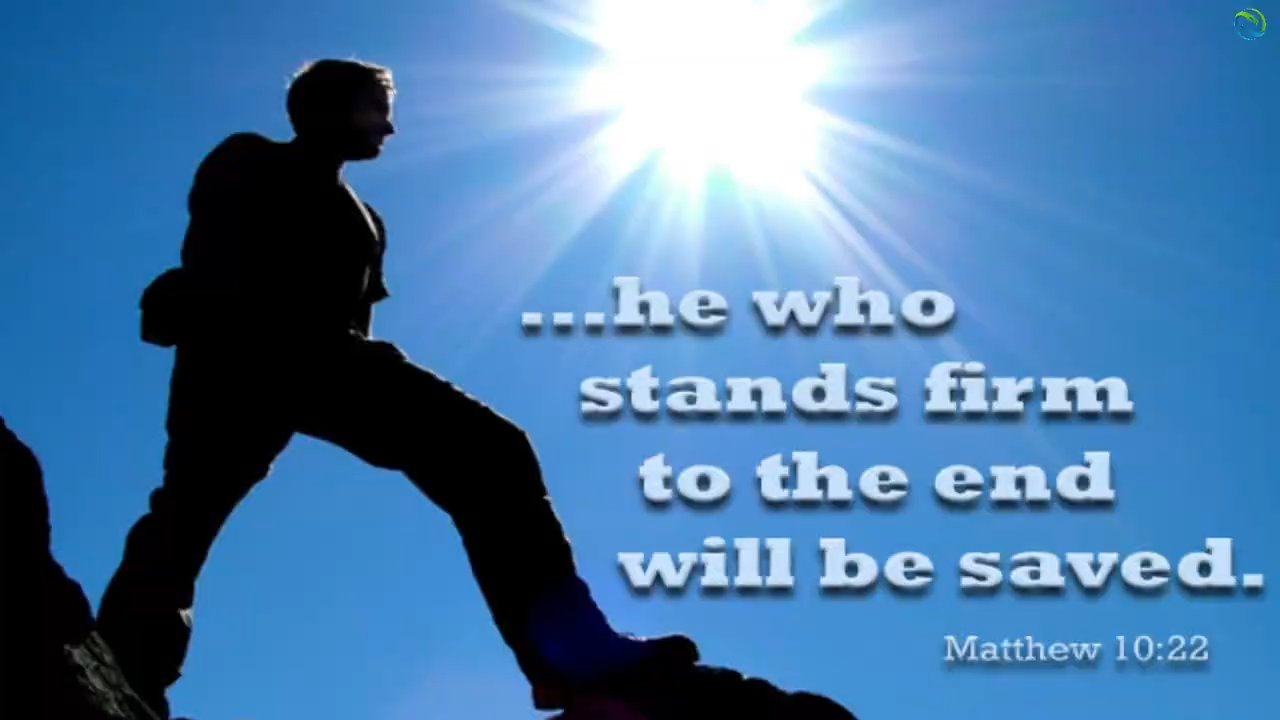 ...he who
stands firm
to the end
will be saved.
Matthew 10:22